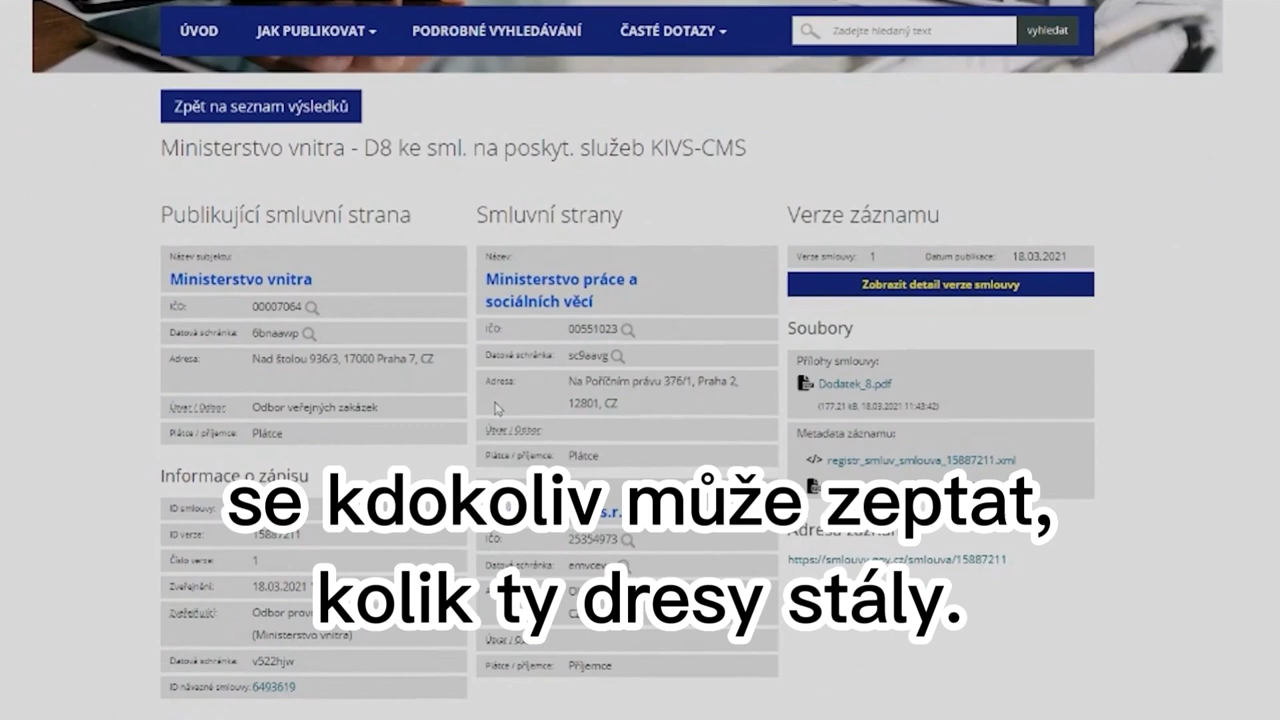 ÚVOD
JAK PUBLIKOVAT
PODROBNÉ VYHLEDÁVÁNÍ
ČASTÉ DOTAZY
Zadejte hledaný text
vyhledat
Zpět na seznam výsledků
Ministerstvo vnitra - D8 ke sml. na poskyt. služeb KIVS-CMS
Publikující smluvní strana
Název subjektu:
Ministerstvo vnitra
IČO: 00007064
Datová schránka: 6bnaawp
Adresa: Nad štolou 936/3, 17000 Praha 7, CZ
Útvar / Odbor: Odbor veřejných zakázek
Plátce / příjemce: Plátce
Informace o zápisu
ID smlouvy:
ID verze: 15887211
Číslo verze: 1
Zveřejnění: 18.03.2021
Zveřejňující: Odbor
(Ministerstvo vnitra)
Datová schránka: v522hjw
ID návazné smlouvy: 6493619
Smluvní strany
Název:
Ministerstvo práce a
sociálních věcí
IČO: 00551023
Datová schránka: sc9aavg
Adresa: Na Poříčním právu 376/1, Praha 2,
12801, CZ
Útvar / Odbor:
Plátce / příjemce: Plátce
s.r.
IČO: 25354973
Datová schránka:
Plátce / příjemce: Příjemce
Verze záznamu
Verze smlouvy: 1 Datum publikace: 18.03.2021
Zobrazit detail verze smlouvy
Soubory
Přílohy smlouvy:
Dodatek_8.pdf
(177.21 kB, 18.03.2021 11:43:42)
Metadata záznamu:
</> registr_smluv_smlouva_15887211.xml
Adresa
https://smlouvy.gov.cz/smlouva/15887211
se kdokoliv může zeptat,
kolik ty dresy stály.